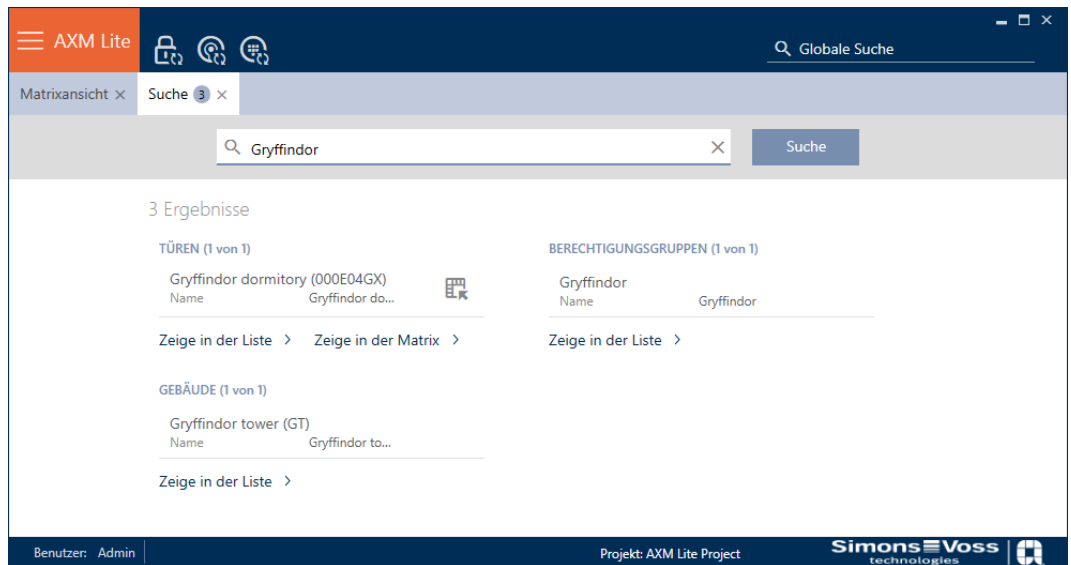 AXM Lite
Globale Suche
Matrixansicht
Suche 3
Gryffindor
Suche
3 Ergebnisse
TÜREN (1 von 1)
Gryffindor dormitory (000E04GX)
Name Gryffindor do...
Zeige in der Liste Zeige in der Matrix
BERECHTIGUNGSGRUPPEN (1 von 1)
Gryffindor
Name Gryffindor
Zeige in der Liste
GEBÄUDE (1 von 1)
Gryffindor tower (GT)
Name Gryffindor to...
Zeige in der Liste
Benutzer: Admin
Projekt: AXM Lite Project
Simons Voss
technologies